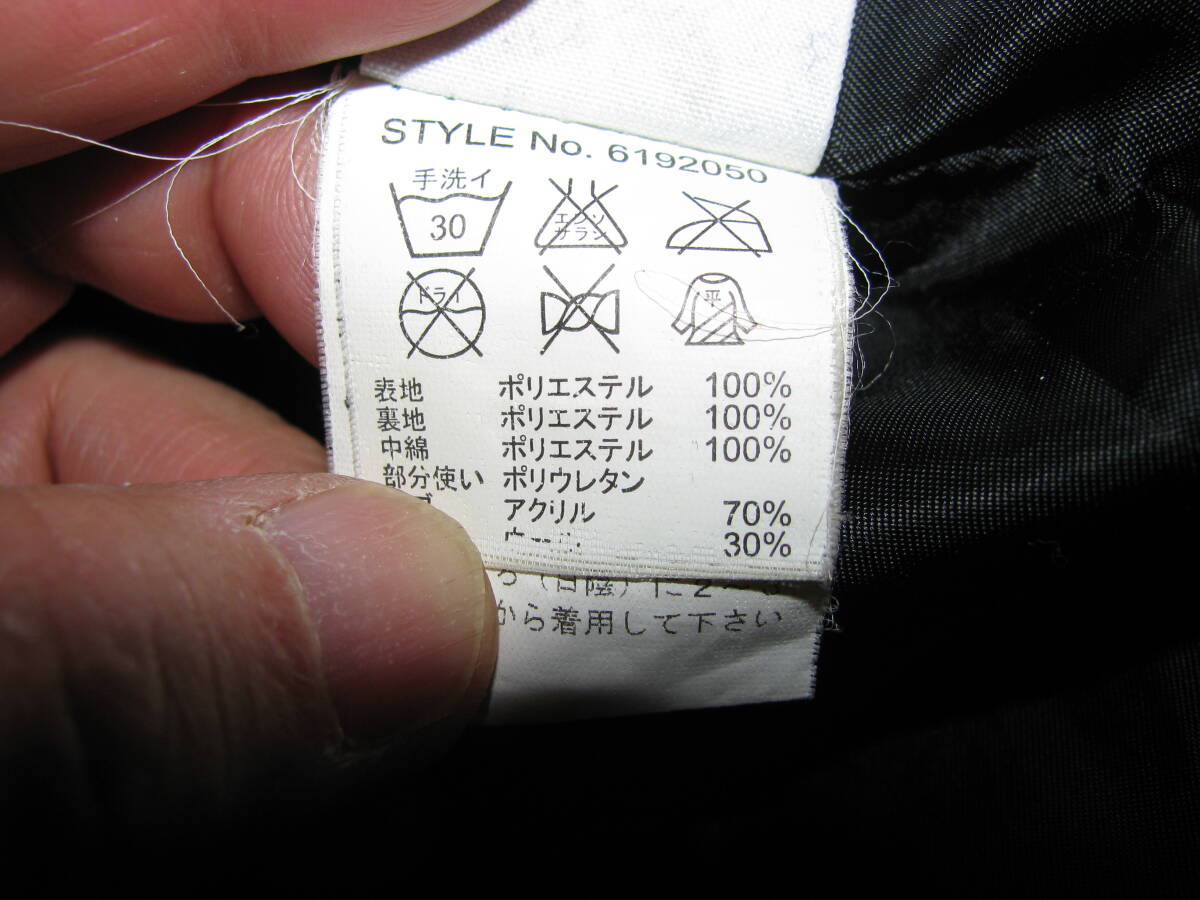 STYLE No. 6192050
手洗イ
30
エンソ
サラシ
ドライ
平
表地 ポリエステル 100%
裏地 ポリエステル 100%
中綿 ポリエステル 100%
部分使い ポリウレタン
アクリル 70%
30%
から着用して下さい